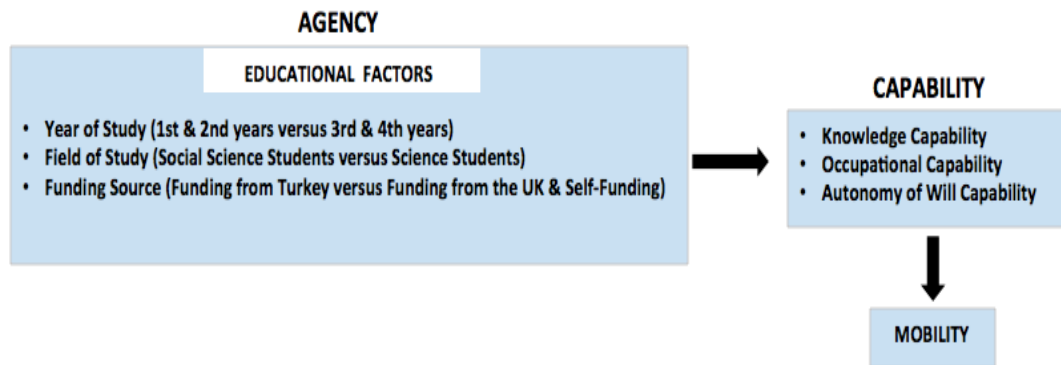 AGENCY
EDUCATIONAL FACTORS
• Year of Study (1st & 2nd years versus 3rd & 4th years)
• Field of Study (Social Science Students versus Science Students)
• Funding Source (Funding from Turkey versus Funding from the UK & Self-Funding)
CAPABILITY
• Knowledge Capability
• Occupational Capability
• Autonomy of Will Capability
MOBILITY